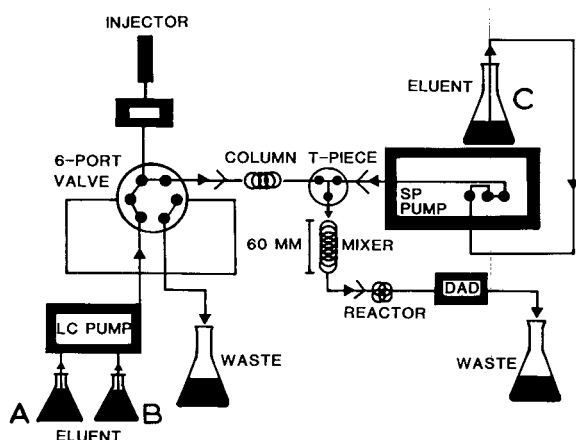 INJECTOR
6-PORT
VALVE
COLUMN
T-PIECE
ELUENT
C
SP
PUMP
60 MM
MIXER
REACTOR
DAD
LC PUMP
WASTE
WASTE
A
B
ELUENT